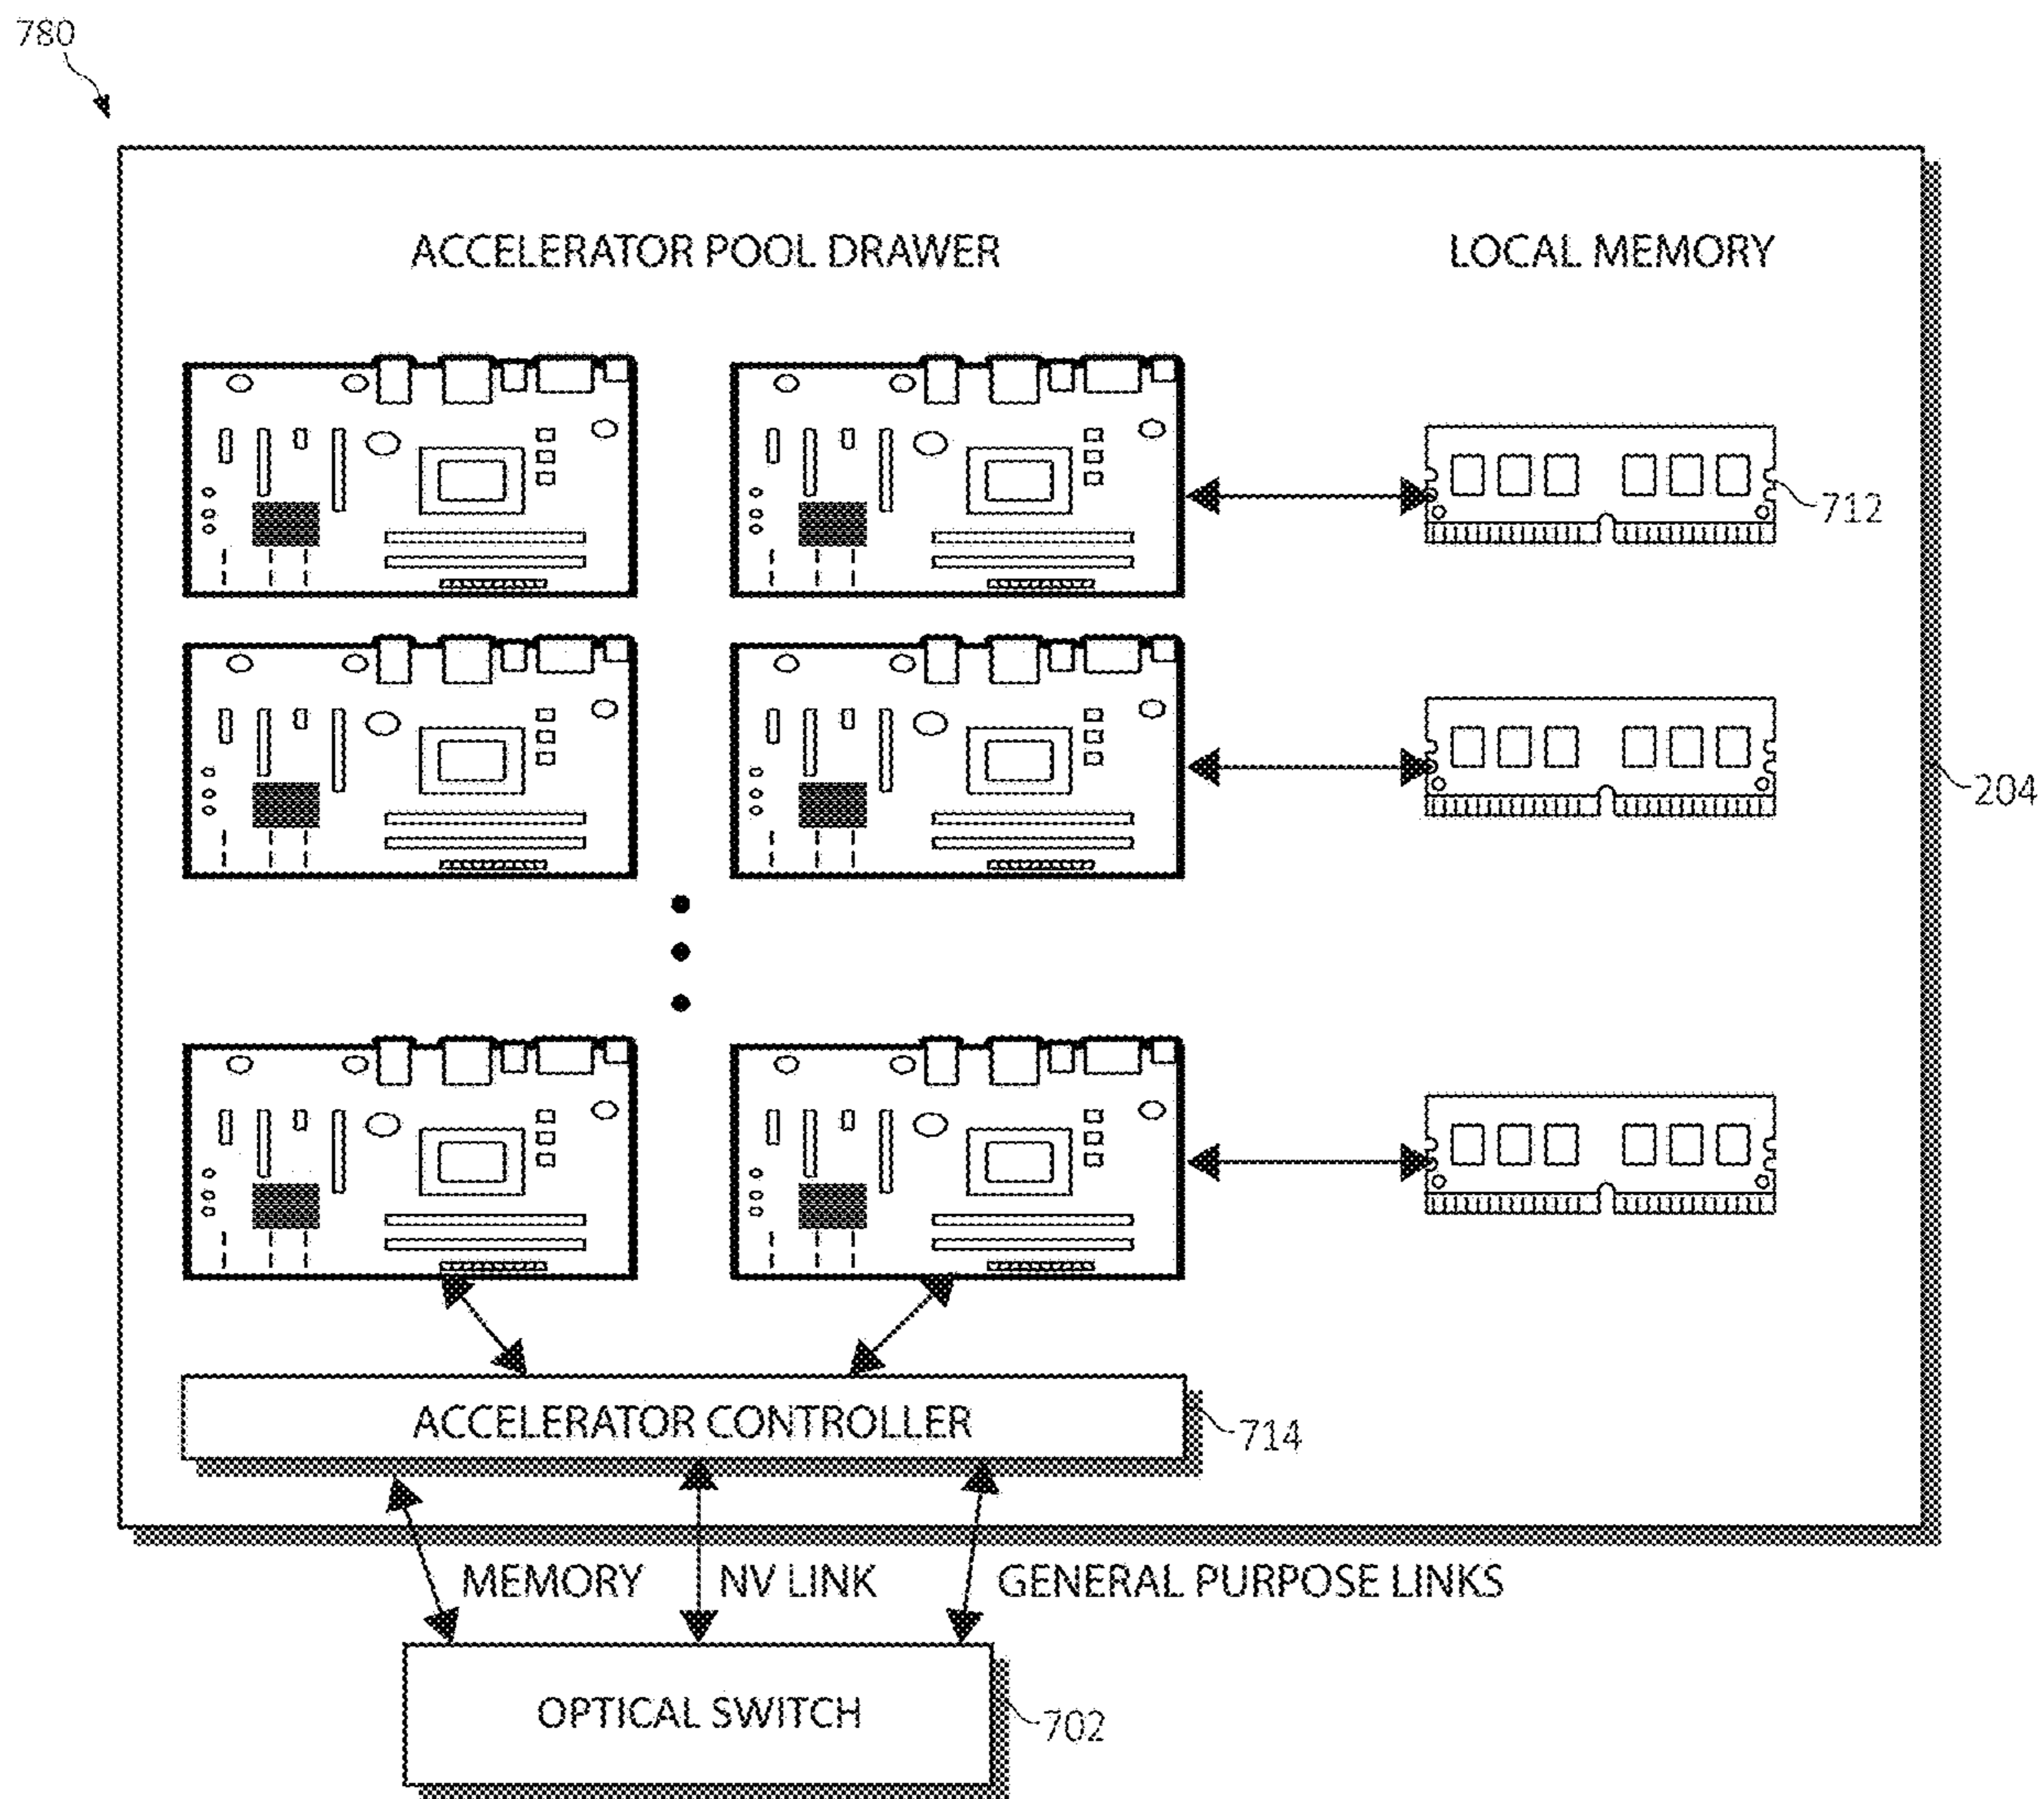 780
ACCELERATOR POOL DRAWER
LOCAL MEMORY
712
204
ACCELERATOR CONTROLLER
714
MEMORY
NV LINK
GENERAL PURPOSE LINKS
OPTICAL SWITCH
702